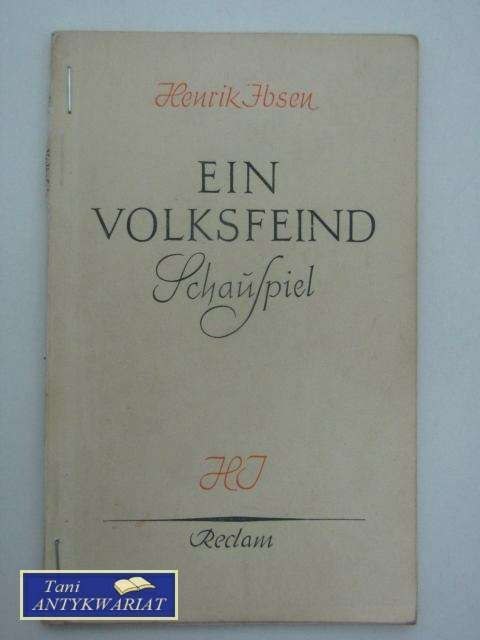 Henrik Ibsen
EIN
VOLKSFEIND
Schauspiel
HI
Reclam
Tani
ANTYKWARIAT